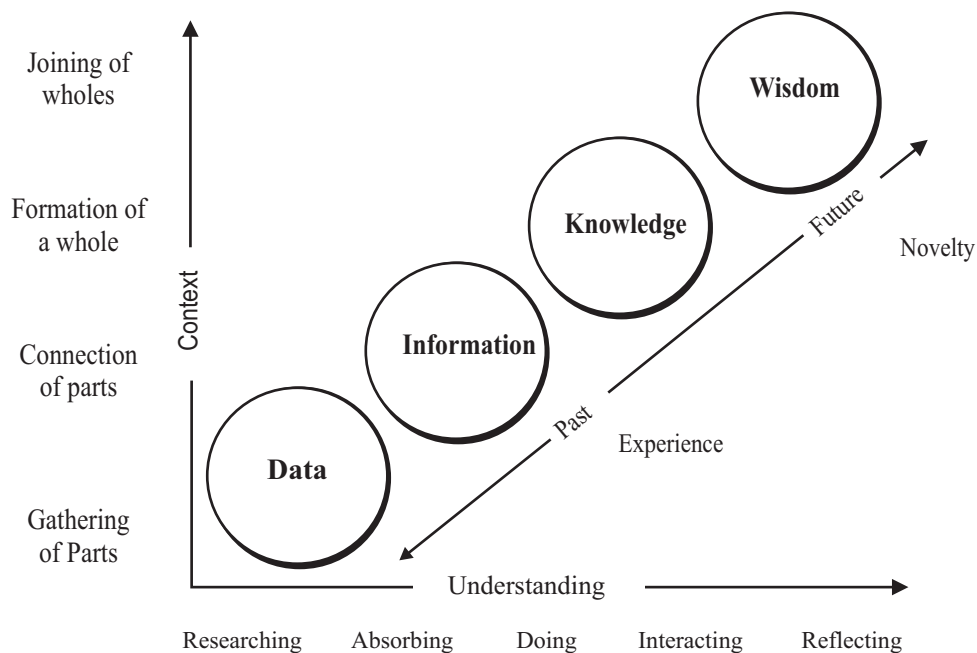 Joining of
wholes
Wisdom
Formation of
a whole
Knowledge
Future
Novelty
Context
Connection
of parts
Information
Past
Experience
Data
Gathering
of Parts
Understanding
Researching
Absorbing
Doing
Interacting
Reflecting